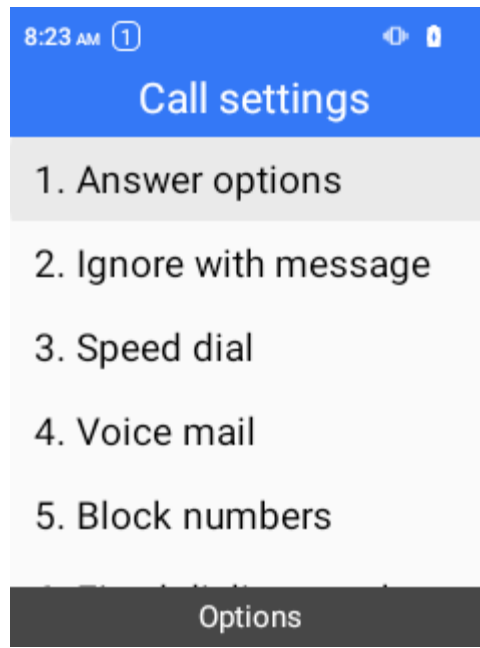 8:23 AM 1
Call settings
1. Answer options
2. Ignore with message
3. Speed dial
4. Voice mail
5. Block numbers
Options